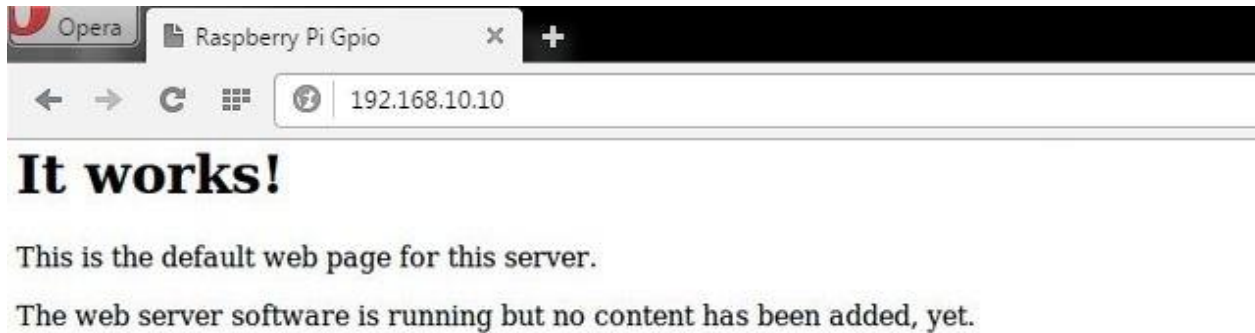 Opera
Raspberry Pi Gpio
192.168.10.10
It works!
This is the default web page for this server.
The web server software is running but no content has been added, yet.